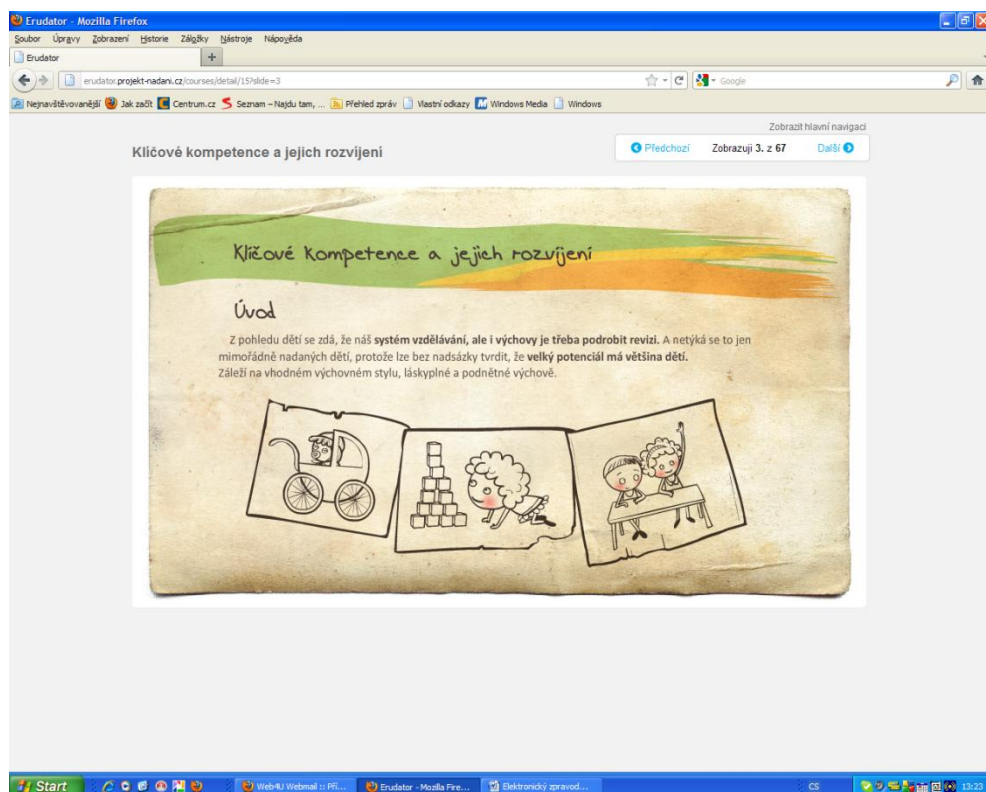 Erudator - Mozilla Firefox
Soubor Úpravy Zobrazení Historie Záložky Nástroje Nápověda
Erudator +
erudator.projekt-nadani.cz/courses/detail/15?slide=3
Google
Nejnavštěvovanější Jak začít Centrum.cz Seznam – Najdu tam, ... Přehled zpráv Vlastní odkazy Windows Media Windows
Zobrazit hlavní navigaci
Klíčové kompetence a jejich rozvíjení
Předchozí Zobrazuji 3. z 67 Další
Klíčové kompetence a jejich rozvíjení
Úvod
Z pohledu dětí se zdá, že náš systém vzdělávání, ale i výchovy je třeba podrobit revizi. A netýká se to jen
mimořádně nadaných dětí, protože lze bez nadsázky tvrdit, že velký potenciál má většina dětí.
Záleží na vhodném výchovném stylu, láskyplné a podnětné výchově.
Start Web4U Webmail :: Pří... Erudator - Mozilla Fire... Elektronický zpravod... CS 13:23